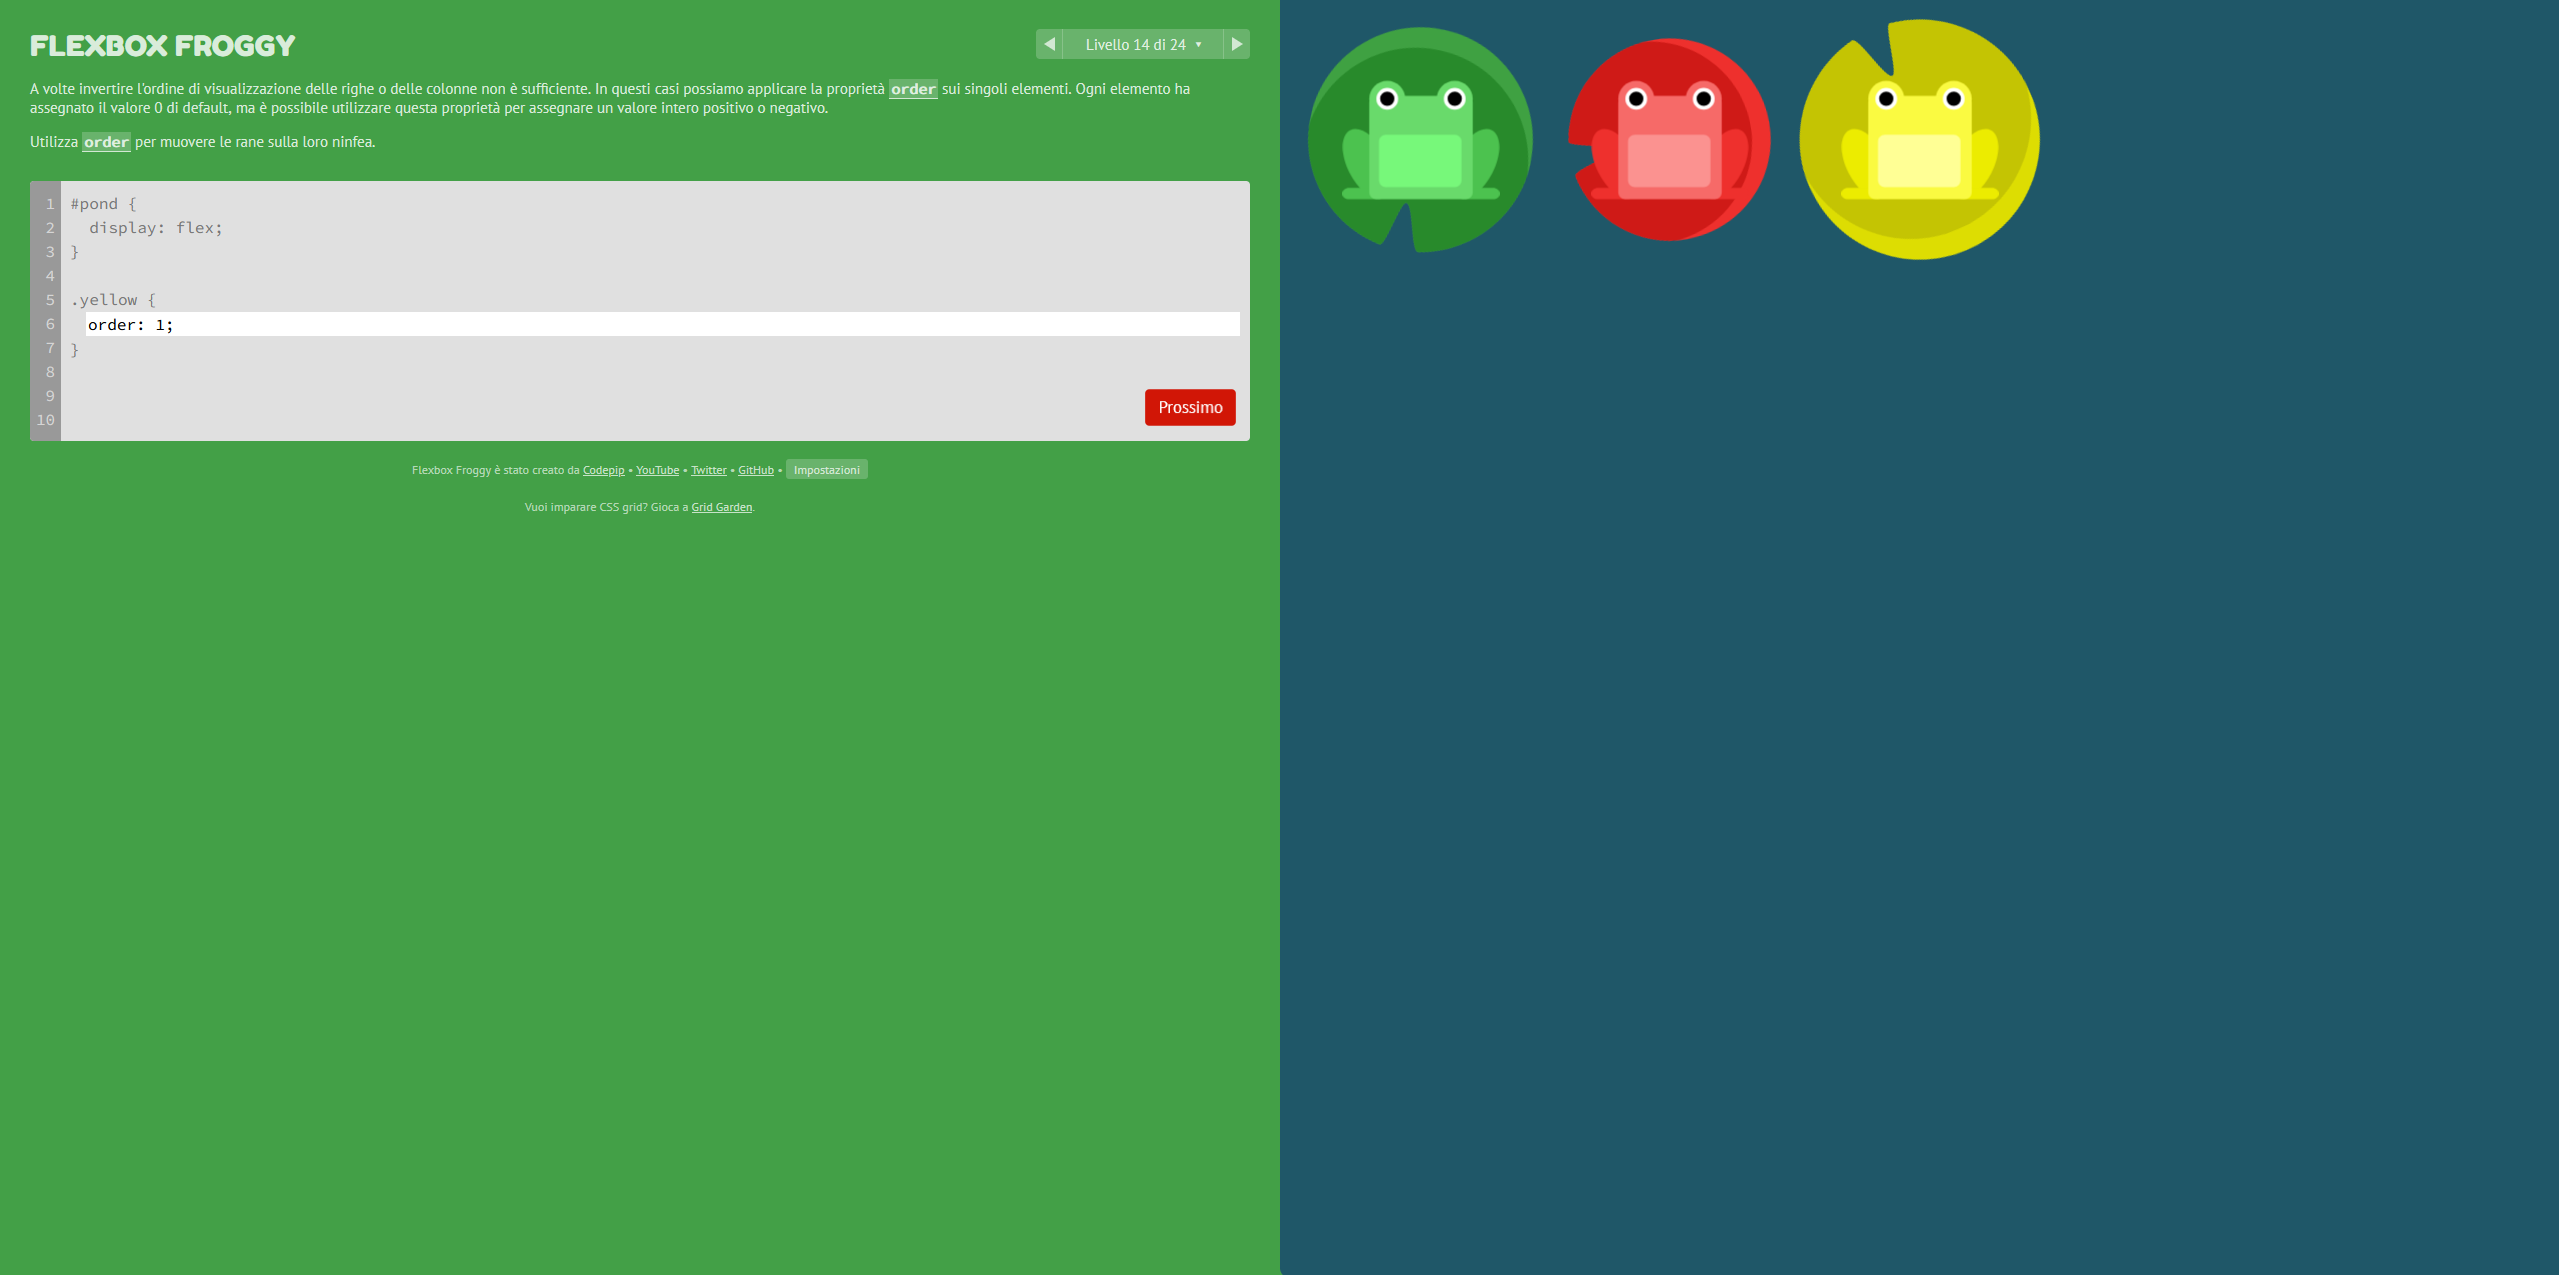 FLEXBOX FROGGY
Livello 14 di 24 ▼
A volte invertire l'ordine di visualizzazione delle righe o delle colonne non è sufficiente. In questi casi possiamo applicare la proprietà order sui singoli elementi. Ogni elemento ha
assegnato il valore 0 di default, ma è possibile utilizzare questa proprietà per assegnare un valore intero positivo o negativo.
Utilizza order per muovere le rane sulla loro ninfea.
1 #pond {
2 display: flex;
3 }
4
5 .yellow {
6 order: 1;
7 }
8
9
10
Prossimo
Flexbox Froggy è stato creato da Codepip • YouTube • Twitter • GitHub • Impostazioni
Vuoi imparare CSS grid? Gioca a Grid Garden.